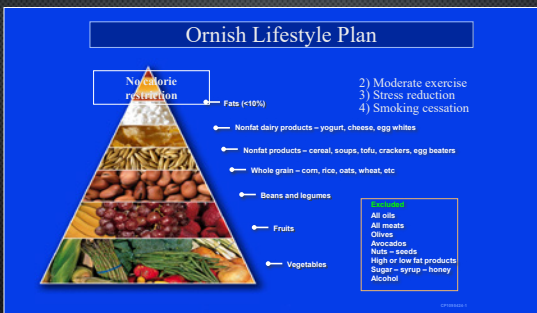 Ornish Lifestyle Plan
No calorie
restriction
2) Moderate exercise
3) Stress reduction
4) Smoking cessation
Fats (<10%)
Nonfat dairy products – yogurt, cheese, egg whites
Nonfat products – cereal, soups, tofu, crackers, egg beaters
Whole grain – corn, rice, oats, wheat, etc
Beans and legumes
Fruits
Vegetables
Excluded
All oils
All meats
Olives
Avocados
Nuts – seeds
High or low fat products
Sugar – syrup – honey
Alcohol